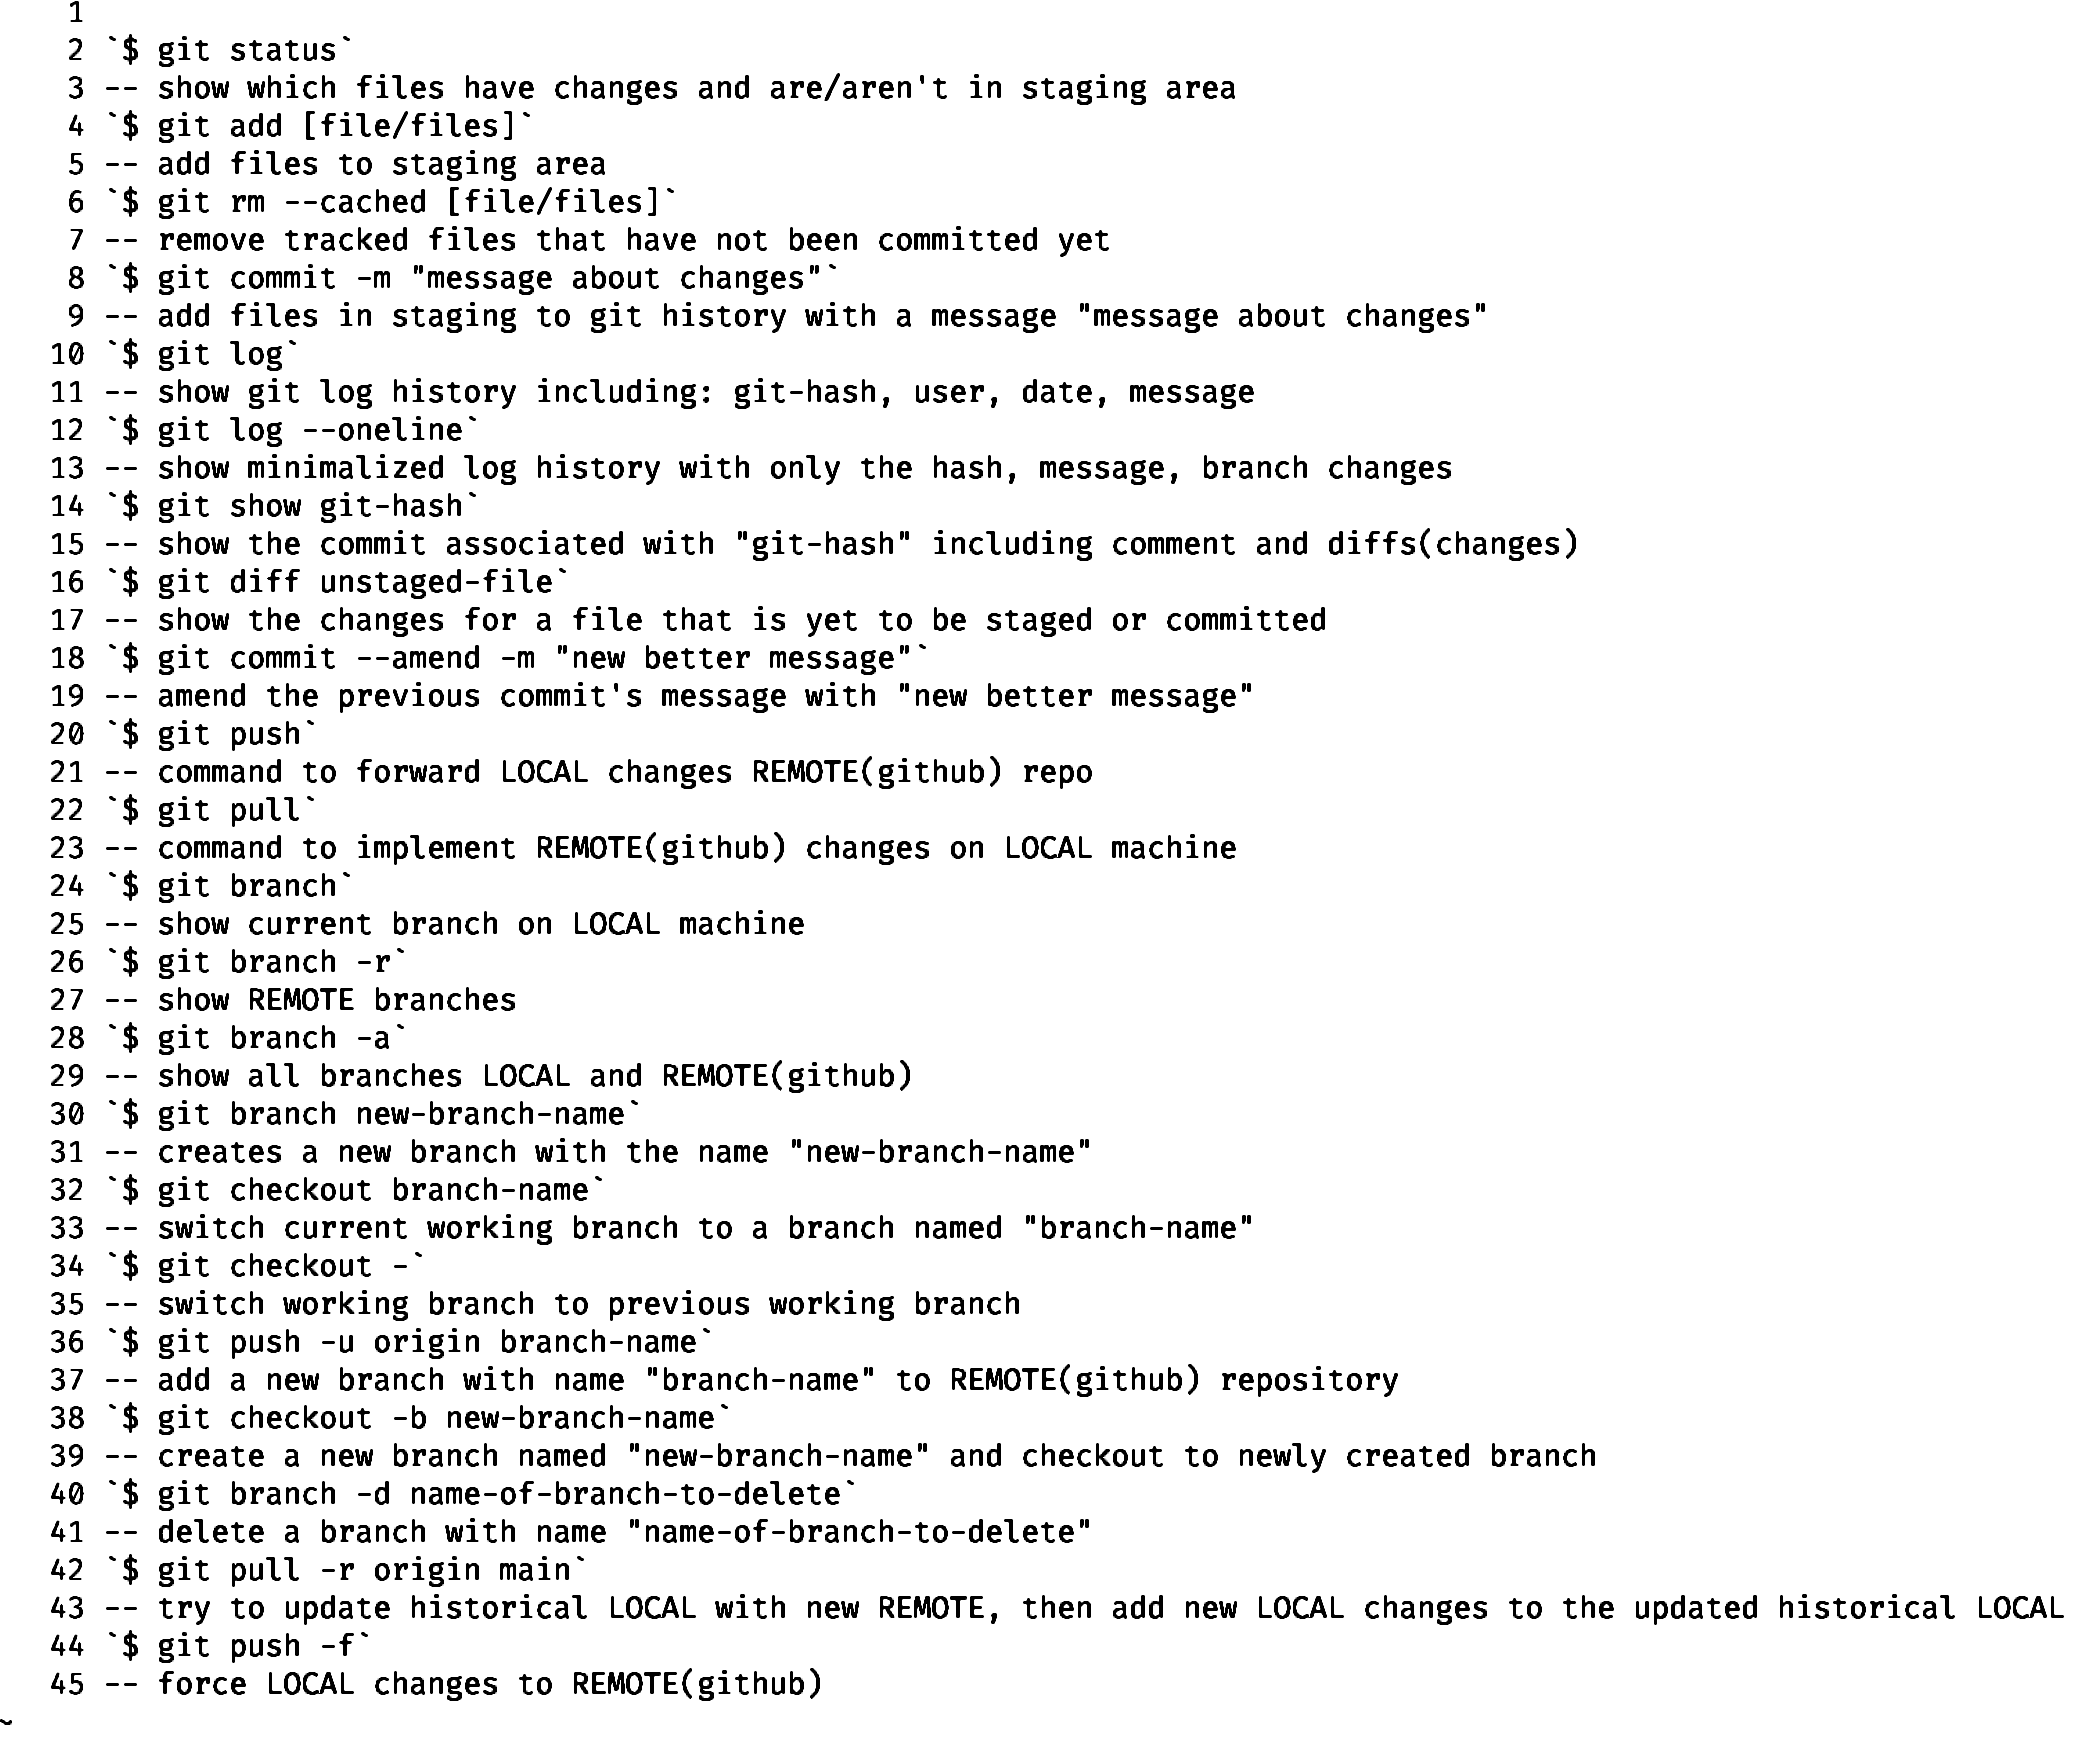 1
2 `$ git status`
3 -- show which files have changes and are/aren't in staging area
4 `$ git add [file/files]`
5 -- add files to staging area
6 `$ git rm --cached [file/files]`
7 -- remove tracked files that have not been committed yet
8 `$ git commit -m "message about changes"`
9 -- add files in staging to git history with a message "message about changes"
10 `$ git log`
11 -- show git log history including: git-hash, user, date, message
12 `$ git log --oneline`
13 -- show minimalized log history with only the hash, message, branch changes
14 `$ git show git-hash`
15 -- show the commit associated with "git-hash" including comment and diffs(changes)
16 `$ git diff unstaged-file`
17 -- show the changes for a file that is yet to be staged or committed
18 `$ git commit --amend -m "new better message"`
19 -- amend the previous commit's message with "new better message"
20 `$ git push`
21 -- command to forward LOCAL changes REMOTE(github) repo
22 `$ git pull`
23 -- command to implement REMOTE(github) changes on LOCAL machine
24 `$ git branch`
25 -- show current branch on LOCAL machine
26 `$ git branch -r`
27 -- show REMOTE branches
28 `$ git branch -a`
29 -- show all branches LOCAL and REMOTE(github)
30 `$ git branch new-branch-name`
31 -- creates a new branch with the name "new-branch-name"
32 `$ git checkout branch-name`
33 -- switch current working branch to a branch named "branch-name"
34 `$ git checkout -`
35 -- switch working branch to previous working branch
36 `$ git push -u origin branch-name`
37 -- add a new branch with name "branch-name" to REMOTE(github) repository
38 `$ git checkout -b new-branch-name`
39 -- create a new branch named "new-branch-name" and checkout to newly created branch
40 `$ git branch -d name-of-branch-to-delete`
41 -- delete a branch with name "name-of-branch-to-delete"
42 `$ git pull -r origin main`
43 -- try to update historical LOCAL with new REMOTE, then add new LOCAL changes to the updated historical LOCAL
44 `$ git push -f`
45 -- force LOCAL changes to REMOTE(github)
~